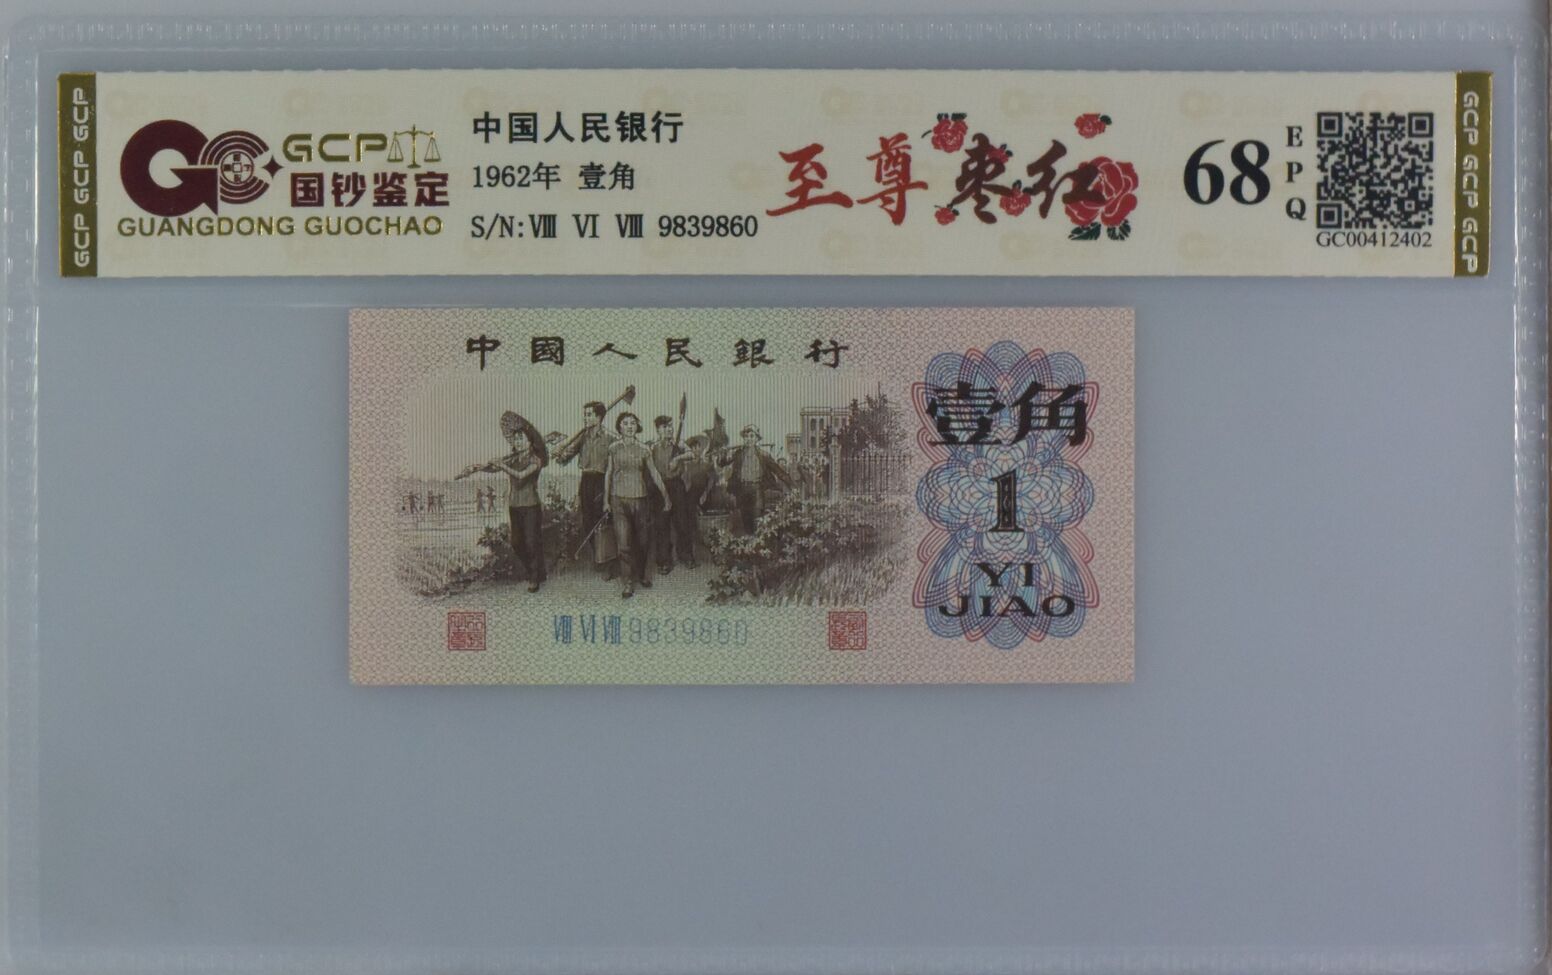 GCP GCP GCP
GCP
国钞鉴定
GUANGDONG GUOCHAO
中国人民银行
1962年 壹角
S/N:Ⅷ Ⅵ Ⅷ 9839860
至尊枣红
68
EPQ
GC00412402
GCP GCP GCP
中國人民銀行
壹角
1
YI
JIAO
Ⅷ Ⅵ Ⅷ 9839860